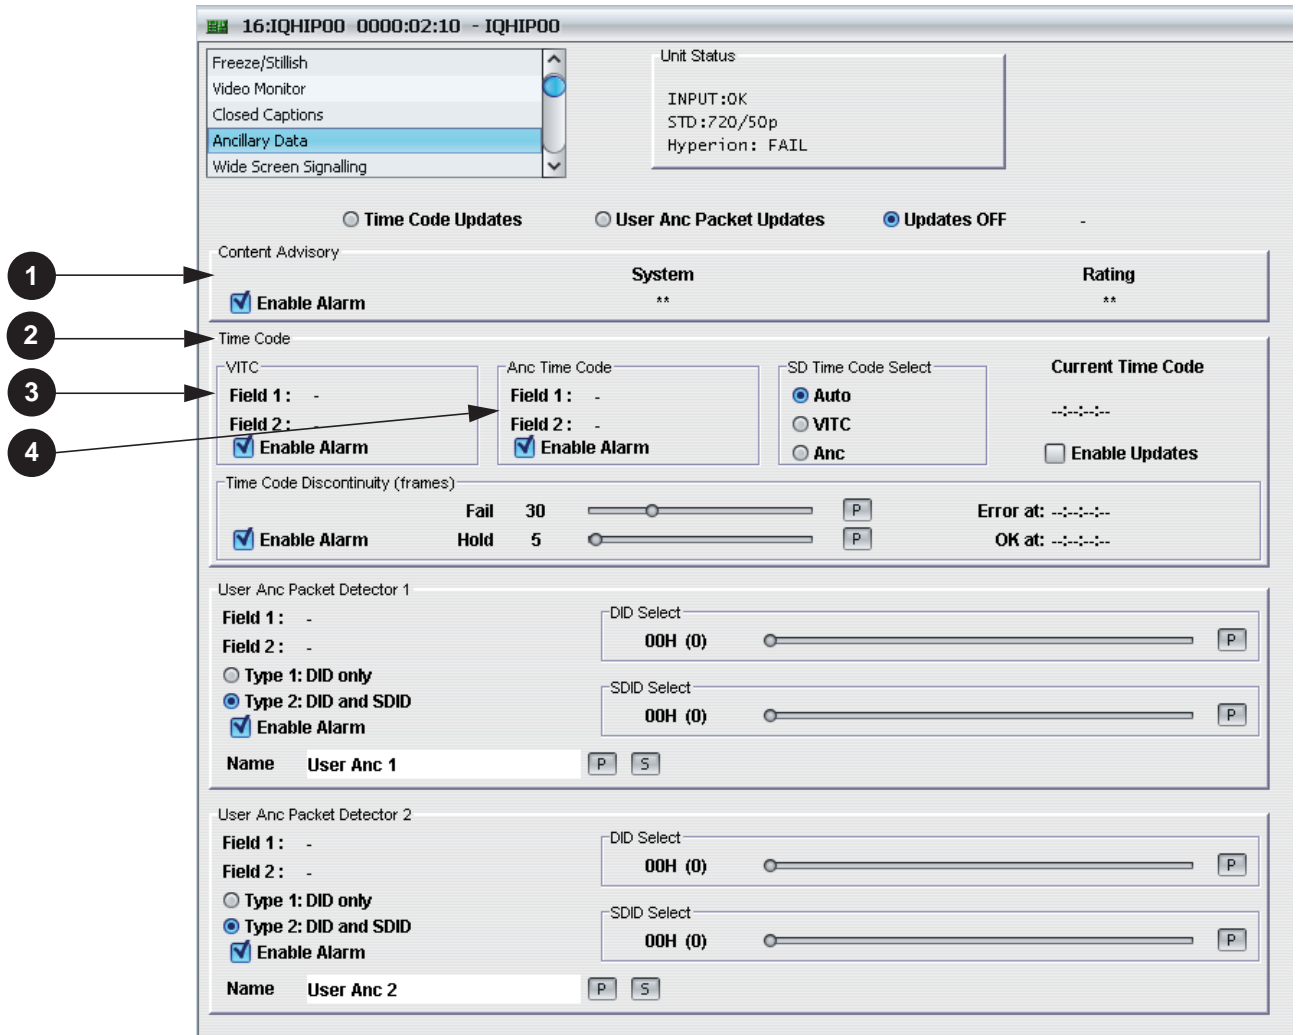 16:IQHIP00 0000:02:10 - IQHIP00
Freeze/Stillish
Video Monitor
Closed Captions
Ancillary Data
Wide Screen Signalling
Unit Status
INPUT:OK
STD:720/50p
Hyperion: FAIL
Time Code Updates User Anc Packet Updates Updates OFF -
1
Content Advisory
System Rating
Enable Alarm ** **
2
Time Code
3
VITC
Field 1: -
Field 2: -
Enable Alarm
4
Anc Time Code
Field 1: -
Field 2: -
Enable Alarm
SD Time Code Select
Auto
VITC
Anc
Current Time Code
--:--:--:--
Enable Updates
Time Code Discontinuity (frames)
Fail 30 P Error at: --:--:--:--
Enable Alarm Hold 5 P OK at: --:--:--:--
User Anc Packet Detector 1
Field 1: -
Field 2: -
Type 1: DID only
Type 2: DID and SDID
Enable Alarm
DID Select
00H (0) P
SDID Select
00H (0) P
Name User Anc 1 P S
User Anc Packet Detector 2
Field 1: -
Field 2: -
Type 1: DID only
Type 2: DID and SDID
Enable Alarm
DID Select
00H (0) P
SDID Select
00H (0) P
Name User Anc 2 P S